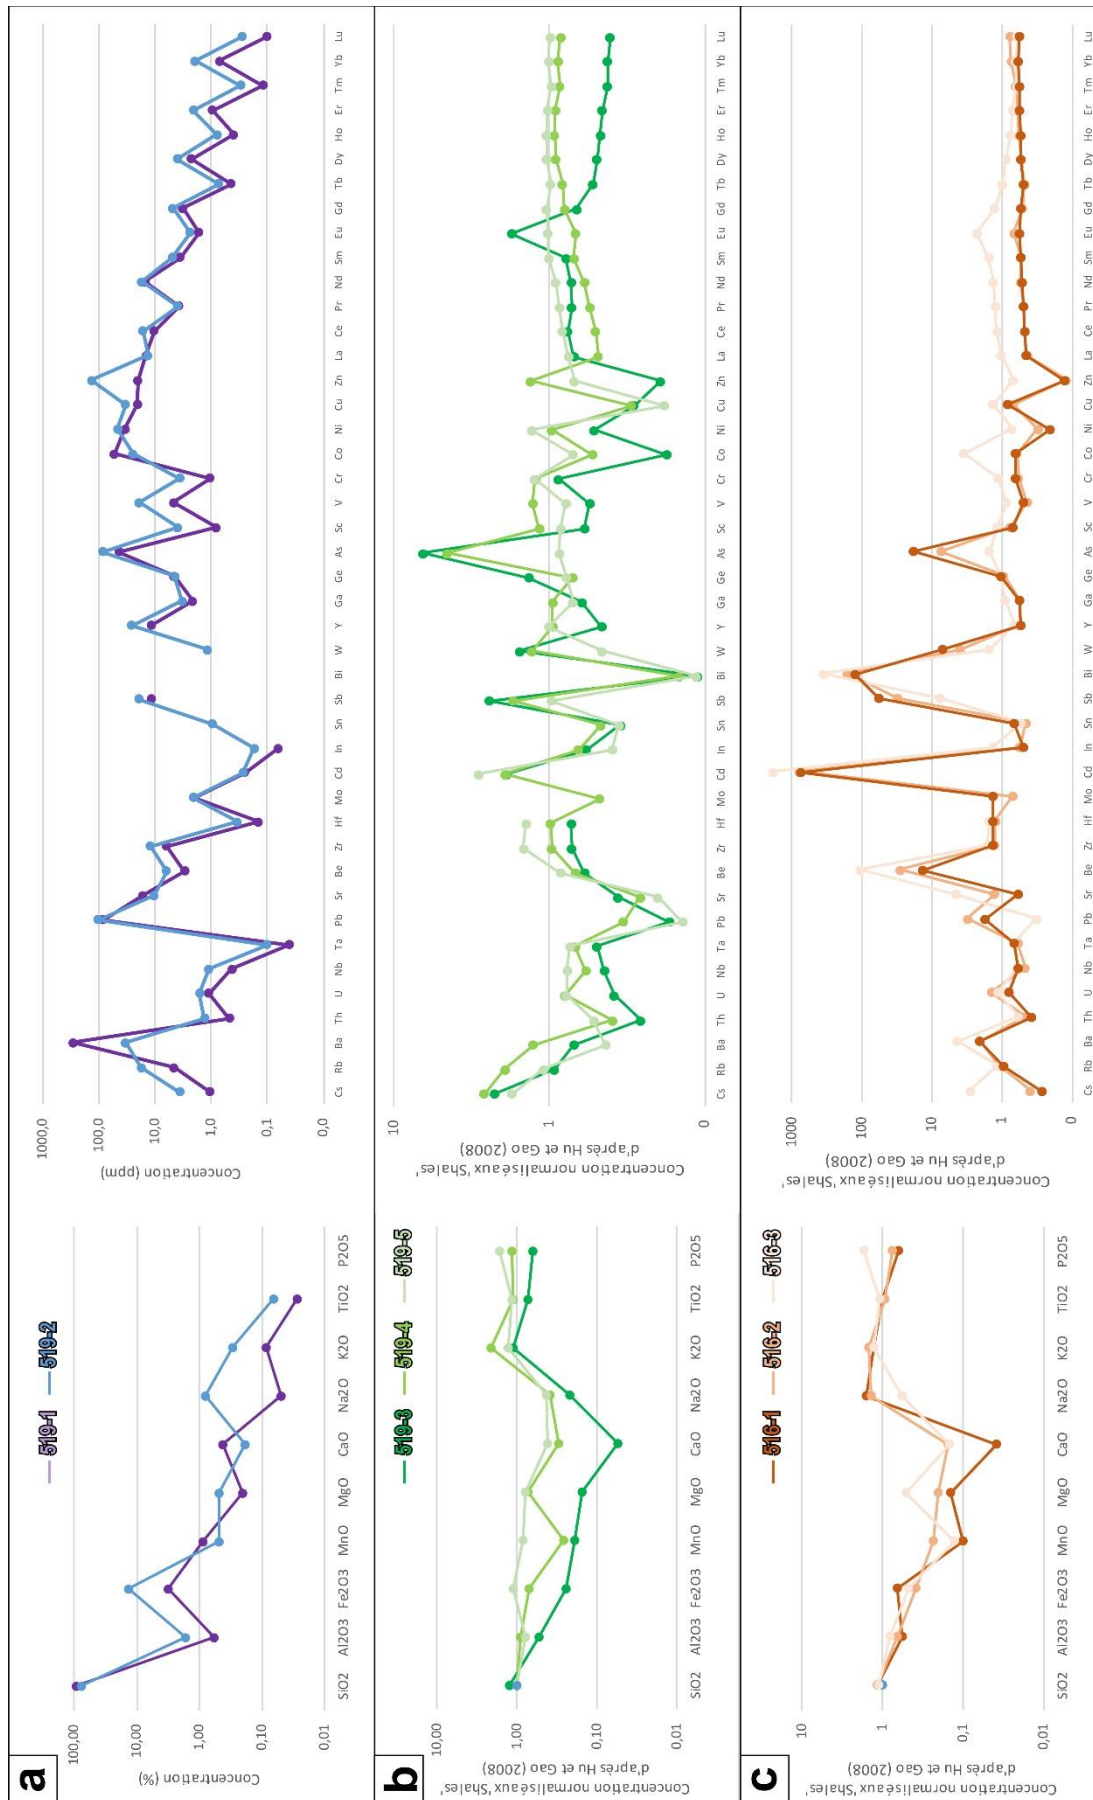 a
519-1 519-2
100,00
10,00
1,00
0,10
0,01
Concentration (%)
SiO2 Al2O3 Fe2O3 MnO MgO CaO Na2O K2O TiO2 P2O5
1000,0
100,0
10,0
1,0
0,1
0,0
Concentration (ppm)
Cs Rb Ba Th U Nb Ta Pb Sr Be Zr Hf Mo Cd In Sn Sb Bi W Y Ga Ge As Sc V Cr Co Ni Cu Zn La Ce Pr Nd Sm Eu Gd Tb Dy Ho Er Tm Yb Lu
b
519-3 519-4 519-5
10,00
1,00
0,10
0,01
Concentration normalisé aux 'Shales'
d'après Hu et Gao (2008)
SiO2 Al2O3 Fe2O3 MnO MgO CaO Na2O K2O TiO2 P2O5
10
1
0
Concentration normalisé aux 'Shales'
d'après Hu et Gao (2008)
Cs Rb Ba Th U Nb Ta Pb Sr Be Zr Hf Mo Cd In Sn Sb Bi W Y Ga Ge As Sc V Cr Co Ni Cu Zn La Ce Pr Nd Sm Eu Gd Tb Dy Ho Er Tm Yb Lu
c
516-1 516-2 516-3
10
1
0,1
0,01
Concentration normalisé aux 'Shales'
d'après Hu et Gao (2008)
SiO2 Al2O3 Fe2O3 MnO MgO CaO Na2O K2O TiO2 P2O5
1000
100
10
1
0
Concentration normalisé aux 'Shales'
d'après Hu et Gao (2008)
Cs Rb Ba Th U Nb Ta Pb Sr Be Zr Hf Mo Cd In Sn Sb Bi W Y Ga Ge As Sc V Cr Co Ni Cu Zn La Ce Pr Nd Sm Eu Gd Tb Dy Ho Er Tm Yb Lu